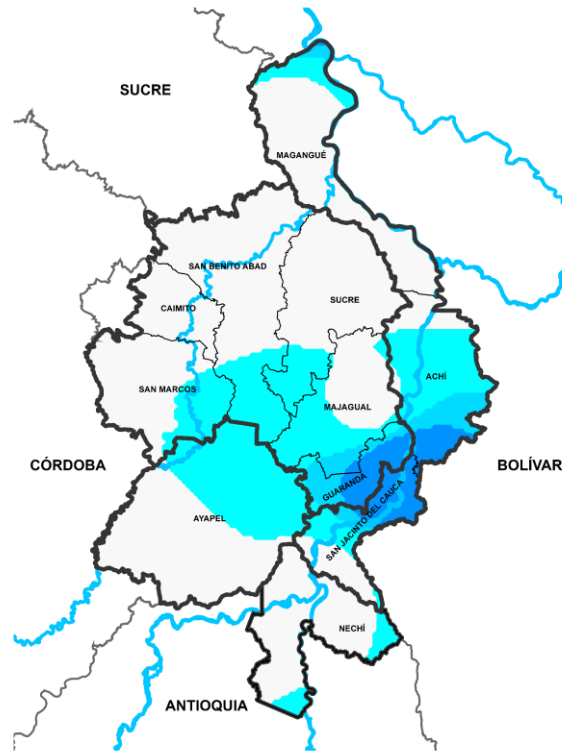 SUCRE
MAGANGUÉ
SAN BENITO ABAD
SUCRE
CAIMITO
ACHÍ
SAN MARCOS
MAJAGUAL
CÓRDOBA
BOLÍVAR
GUARANDA
AYAPEL
SAN JACINTO DEL CAUCA
NECHÍ
ANTIOQUIA